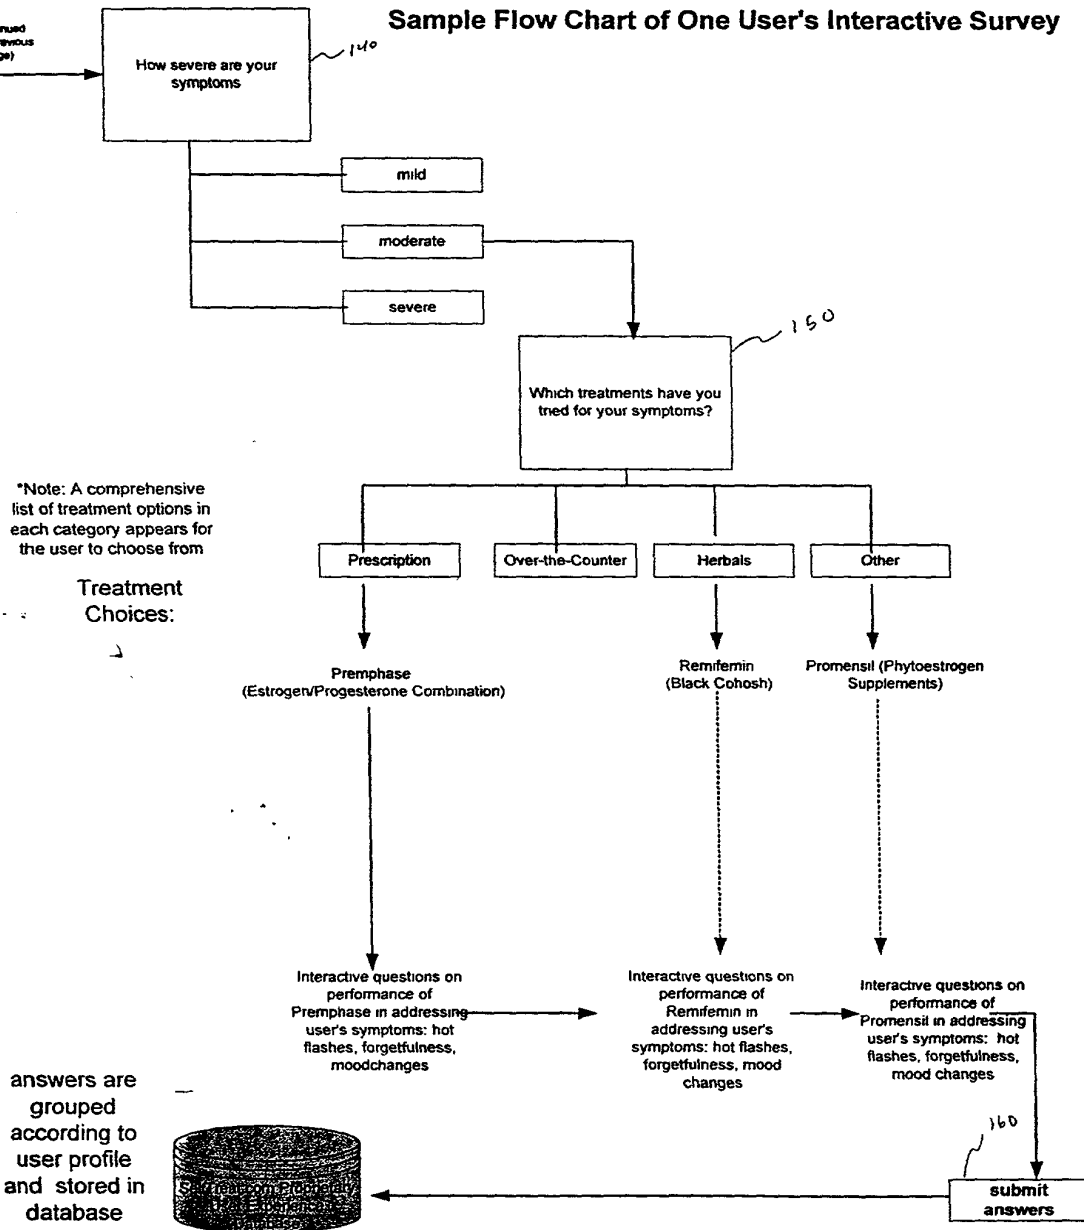 Sample Flow Chart of One User's Interactive Survey
How severe are your
symptoms
140
mild
moderate
severe
150
Which treatments have you
tried for your symptoms?
*Note: A comprehensive
list of treatment options in
each category appears for
the user to choose from
Treatment
Choices:
Prescription
Over-the-Counter
Herbals
Other
Premphase
(Estrogen/Progesterone Combination)
Remifemin
(Black Cohosh)
Promensil (Phytoestrogen
Supplements)
Interactive questions on
performance of
Premphase in addressing
user's symptoms: hot
flashes, forgetfulness,
moodchanges
Interactive questions on
performance of
Remifemin in
addressing user's
symptoms: hot flashes,
forgetfulness, mood
changes
Interactive questions on
performance of
Promensil in addressing
user's symptoms: hot
flashes, forgetfulness,
mood changes
answers are
grouped
according to
user profile
and stored in
database
160
submit
answers
Proprietary
User Experience
Database